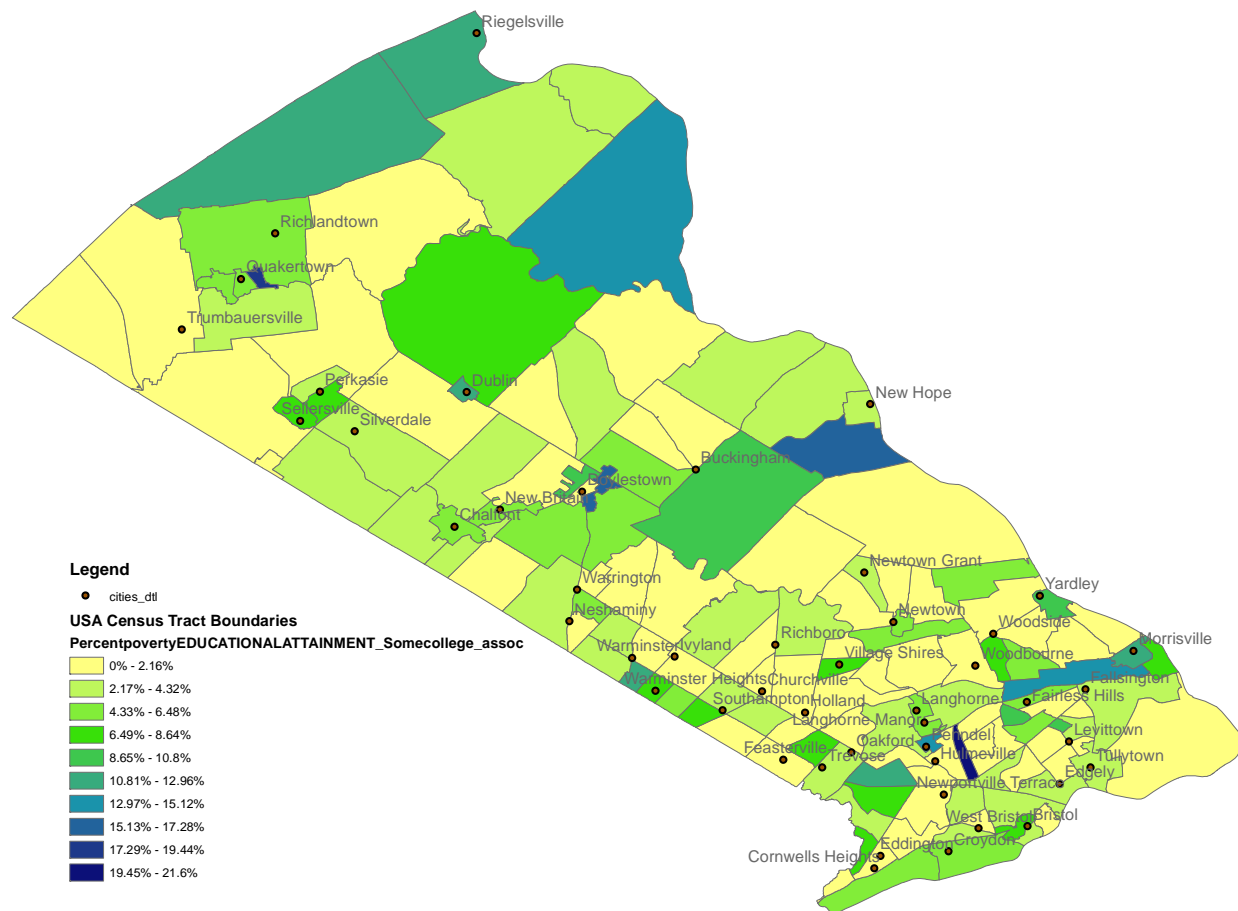 Riegelsville
Richlandtown
Quakertown
Trumbauersville
Perkasie
Dublin
New Hope
Sellersville
Silverdale
Buckingham
Doylestown
New Britain
Chalfont
Newtown Grant
Legend
cities_dtl
USA Census Tract Boundaries
PercentpovertyEDUCATIONALATTAINMENT_Somecollege_assoc
0% - 2.16%
2.17% - 4.32%
4.33% - 6.48%
6.49% - 8.64%
8.65% - 10.8%
10.81% - 12.96%
12.97% - 15.12%
15.13% - 17.28%
17.29% - 19.44%
19.45% - 21.6%
Warrington
Yardley
Neshaminy
Newtown
Woodside
Richboro
Morrisville
Warminster
Ivyland
Village Shires
Woodbourne
Warminster Heights
Churchville
Fallsington
Southampton
Holland
Langhorne
Fairless Hills
Langhorne Manor
Feasterville
Oakford
Penndel
Levittown
Trevose
Hulmeville
Tullytown
Edgely
Newportville Terrace
West Bristol
Bristol
Eddington
Croydon
Cornwells Heights